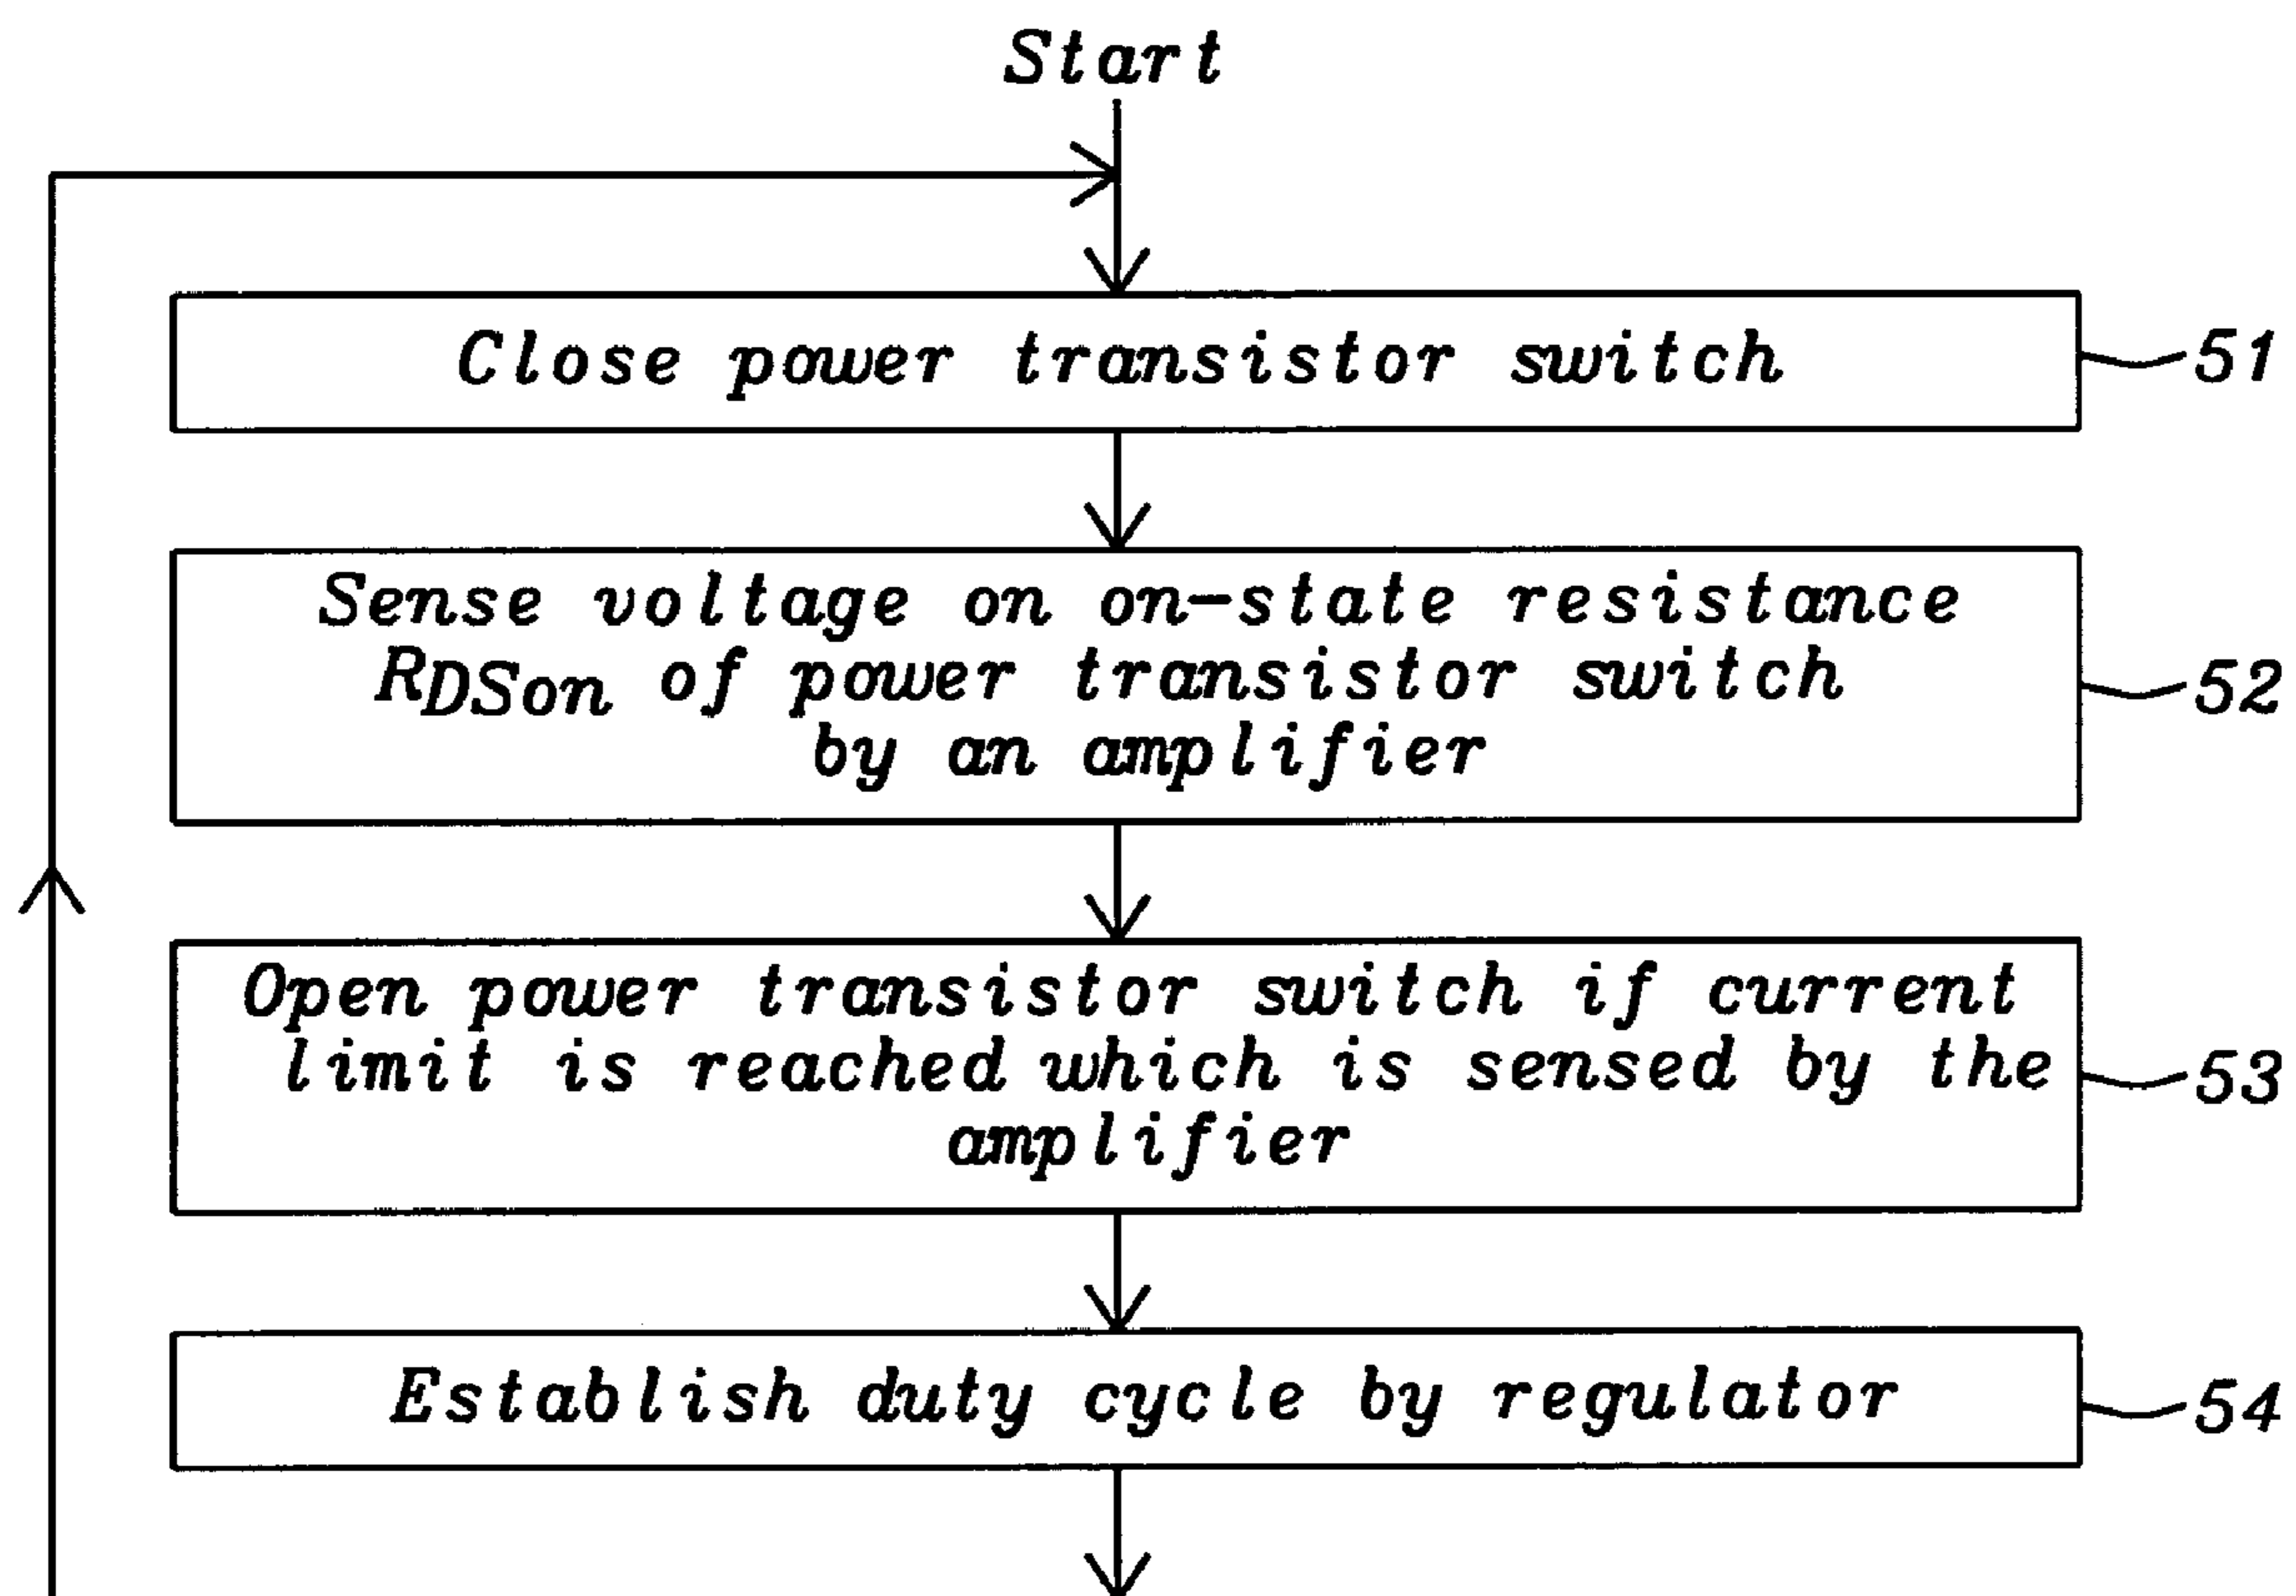 Start
Close power transistor switch
51
Sense voltage on on-state resistance
RDSon of power transistor switch
by an amplifier
52
Open power transistor switch if current
limit is reached which is sensed by the
amplifier
53
Establish duty cycle by regulator
54